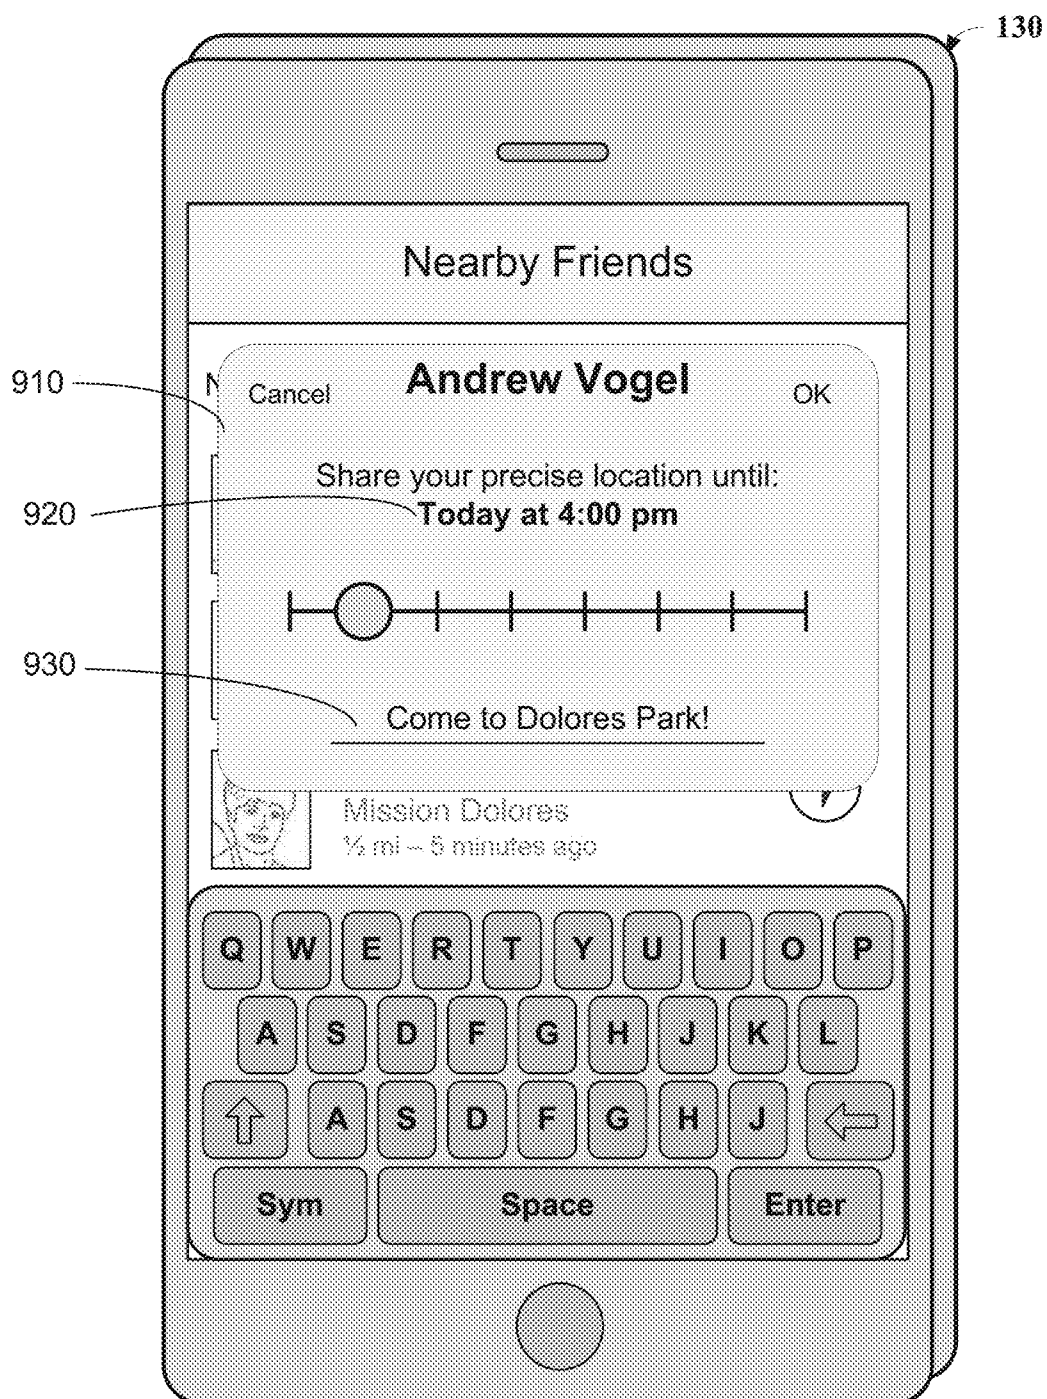 130
Nearby Friends
910
N
Cancel
Andrew Vogel
OK
Share your precise location until:
920
Today at 4:00 pm
930
Come to Dolores Park!
Mission Dolores
½ mi – 5 minutes ago
Q W E R T Y U I O P
A S D F G H J K L
A S D F G H J
Sym Space Enter